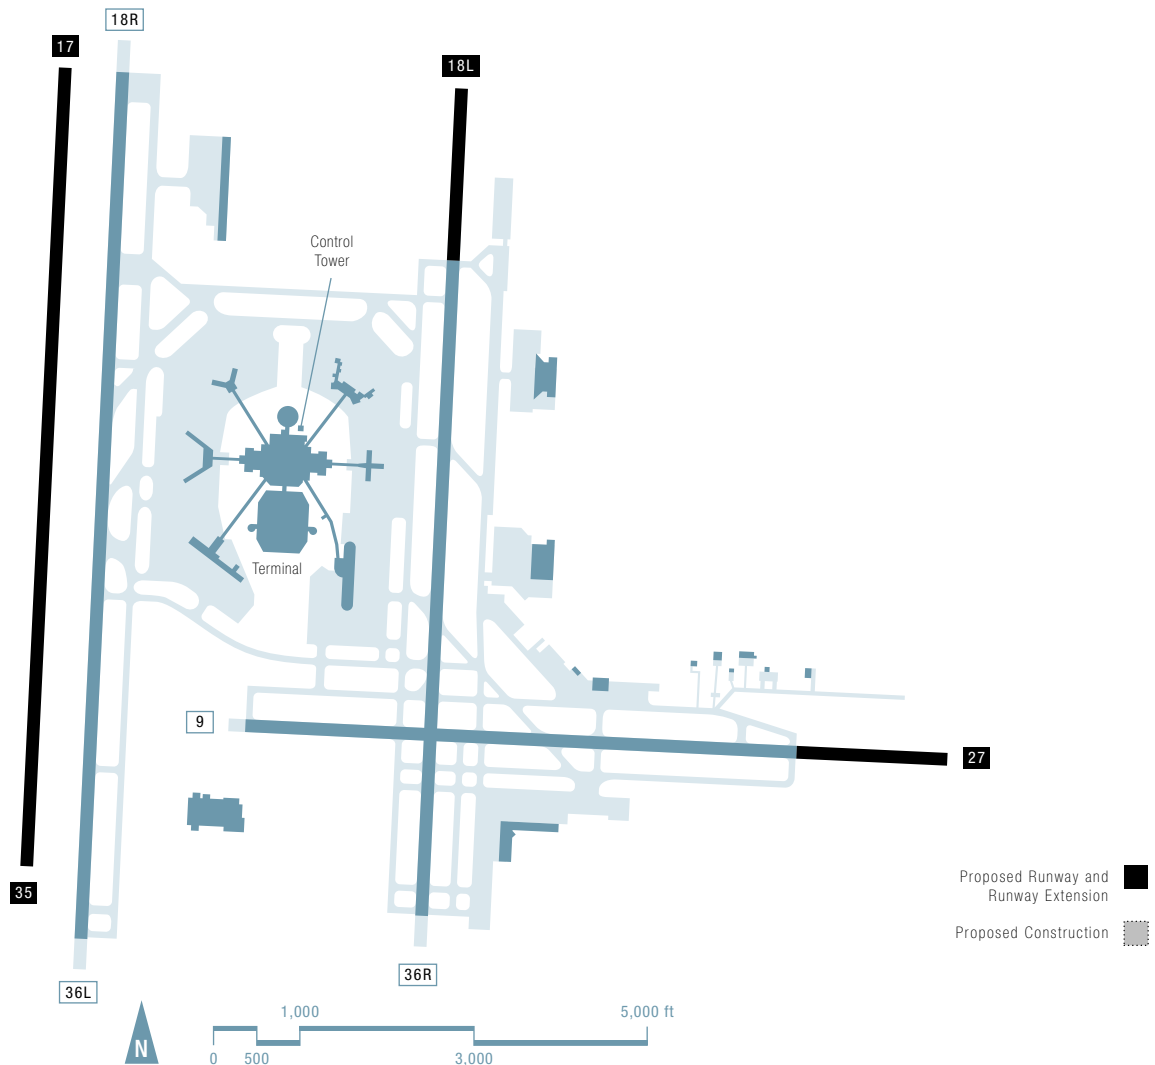 18R
17
18L
Control
Tower
Terminal
9
27
35
Proposed Runway and
Runway Extension
Proposed Construction
36R
36L
1,000
5,000 ft
N
0
500
3,000